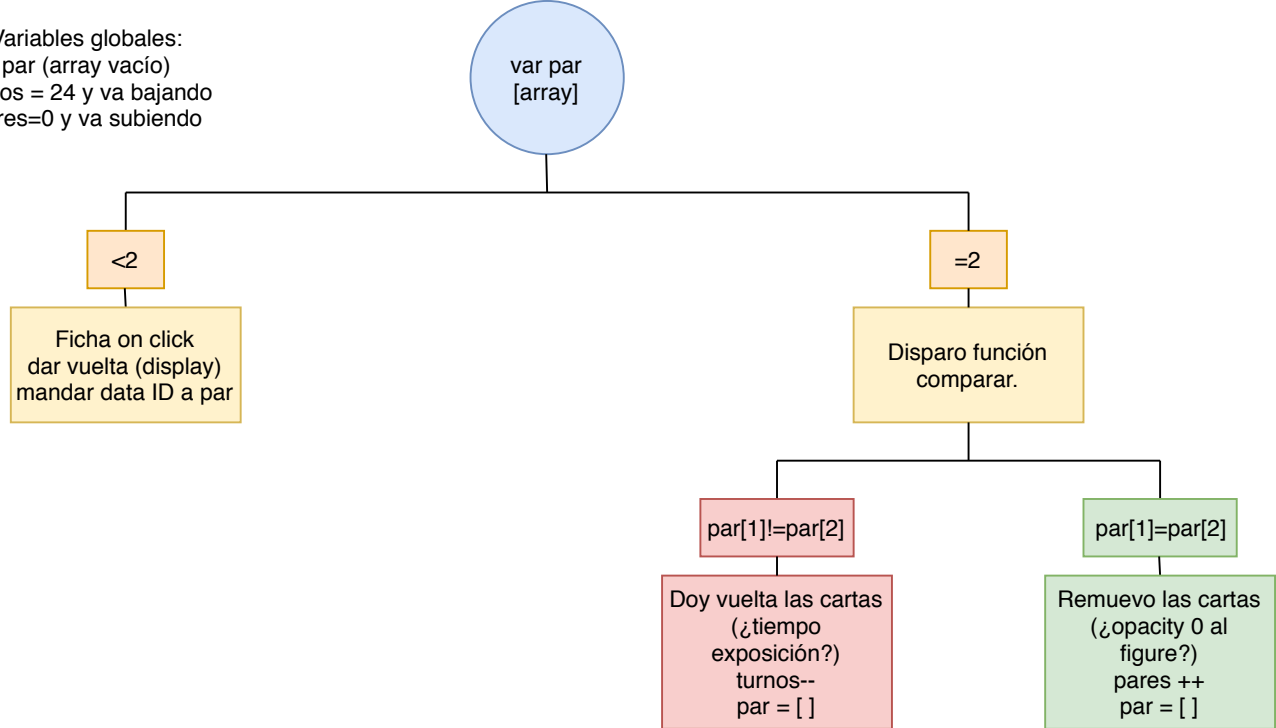 Variables globales:
par (array vacío)
os = 24 y va bajando
res=0 y va subiendo
var par
[array]
<2
=2
Ficha on click
dar vuelta (display)
mandar data ID a par
Disparo función
comparar.
par[1]!=par[2]
par[1]=par[2]
Doy vuelta las cartas
(¿tiempo
exposición?)
turnos--
par = [ ]
Remuevo las cartas
(¿opacity 0 al
figure?)
pares ++
par = [ ]